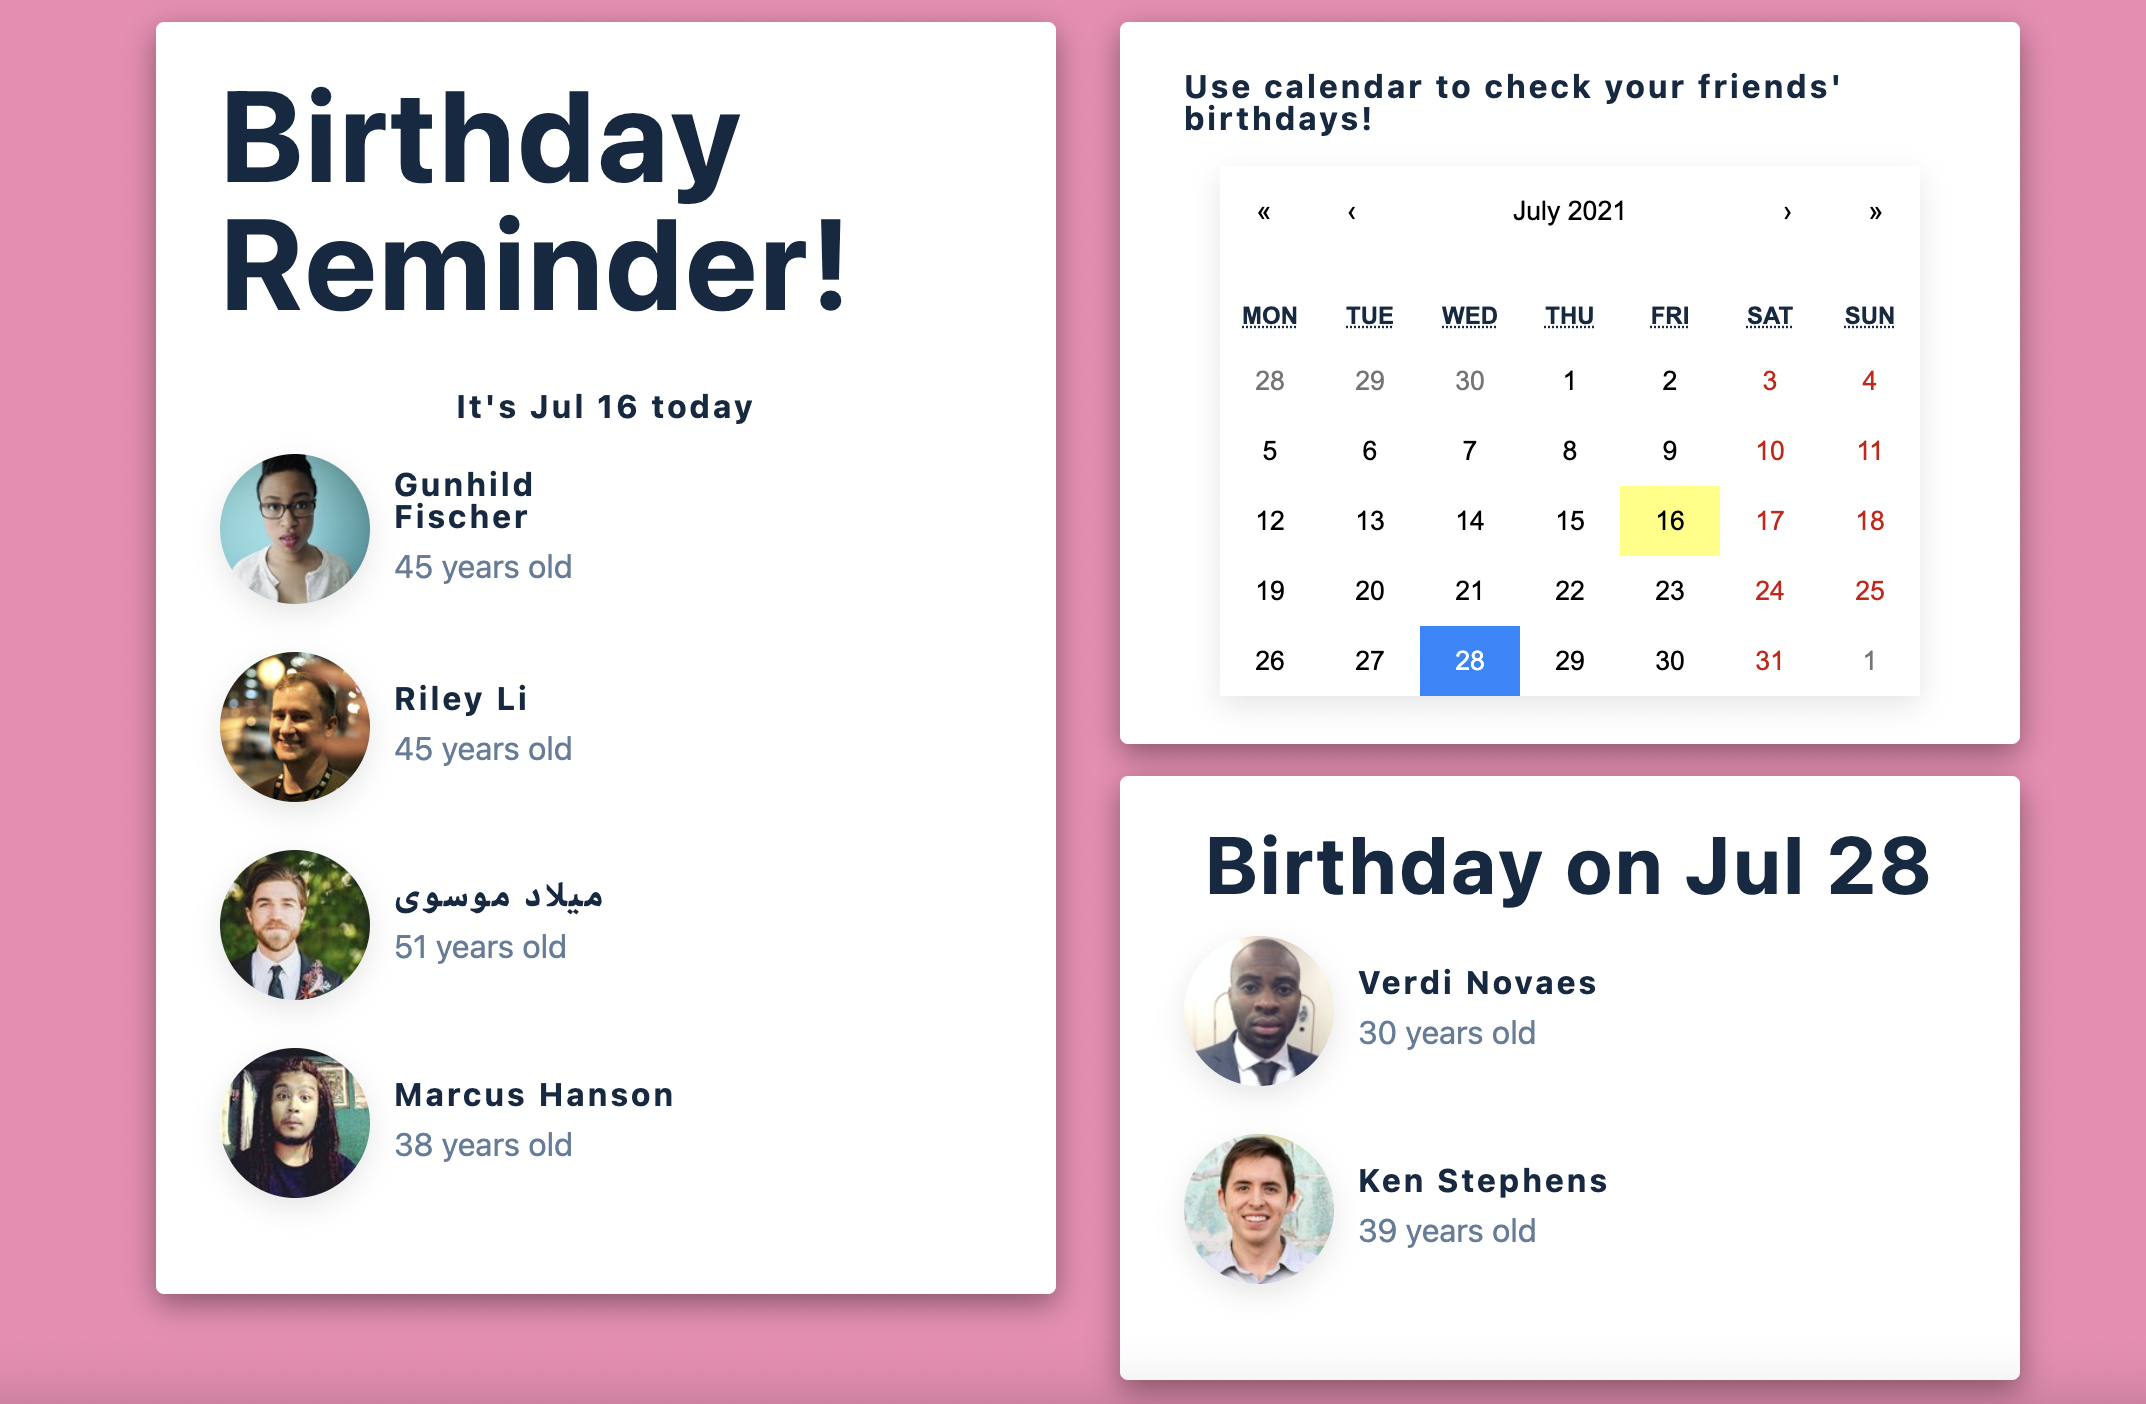 Birthday
Reminder!
It's Jul 16 today
Gunhild
Fischer
45 years old
Riley Li
45 years old
میلاد موسوی
51 years old
Marcus Hanson
38 years old
Use calendar to check your friends'
birthdays!
« ‹ July 2021 › »
MON TUE WED THU FRI SAT SUN
28 29 30 1 2 3 4
5 6 7 8 9 10 11
12 13 14 15 16 17 18
19 20 21 22 23 24 25
26 27 28 29 30 31 1
Birthday on Jul 28
Verdi Novaes
30 years old
Ken Stephens
39 years old